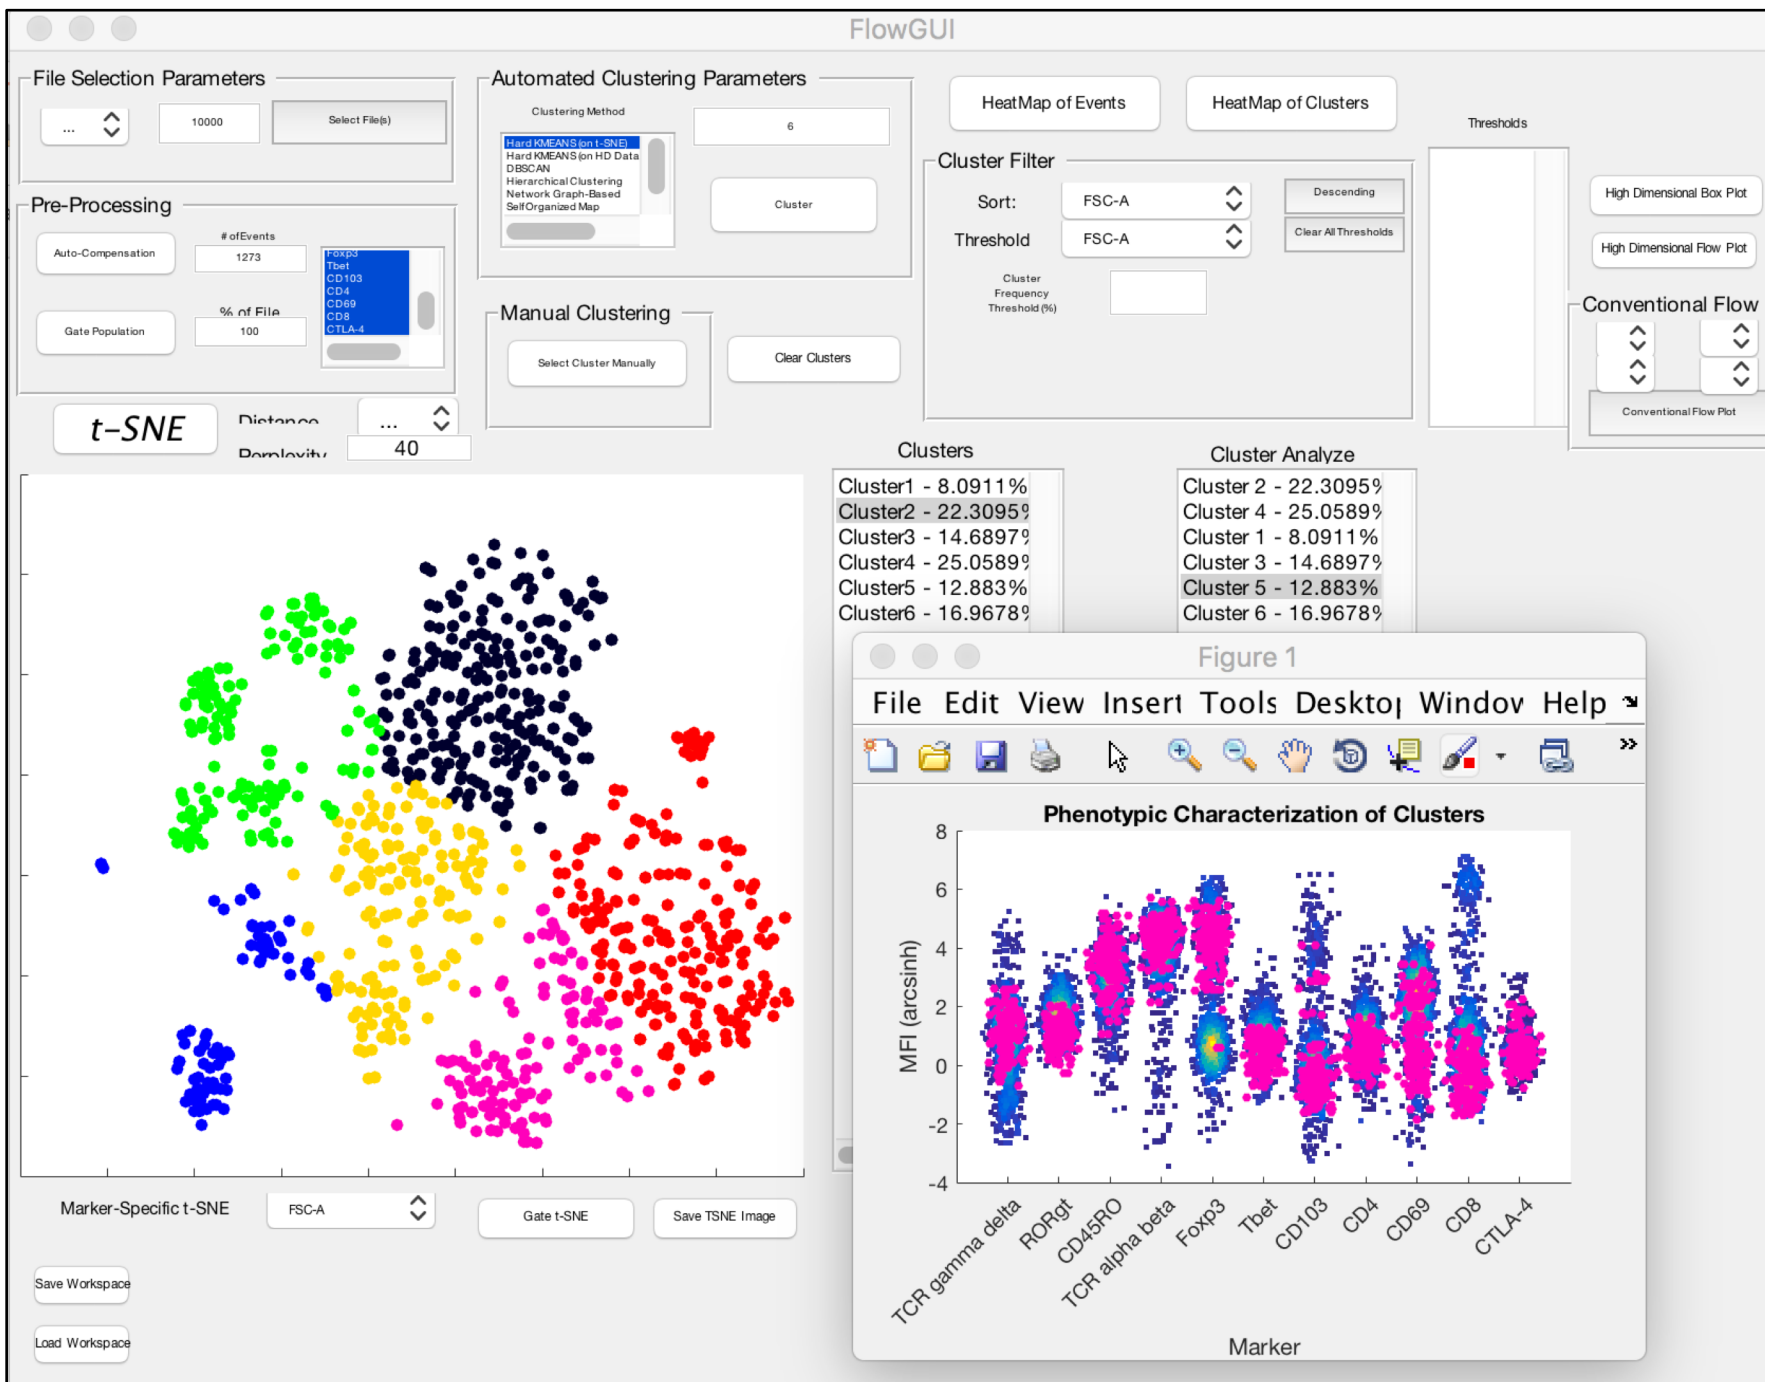 FlowGUI
File Selection Parameters
...
10000
Select File(s)
Pre-Processing
Auto-Compensation
# of Events
1273
Gate Population
% of File
100
Foxp3
Tbet
CD103
CD4
CD69
CD8
CTLA-4
t-SNE
Distance
...
Perplexity
40
Automated Clustering Parameters
Clustering Method
Hard KMEANS (on t-SNE)
Hard KMEANS (on HD Data
DBSCAN
Hierarchical Clustering
Network Graph-Based
Self Organized Map
6
Cluster
Manual Clustering
Select Cluster Manually
Clear Clusters
HeatMap of Events
HeatMap of Clusters
Cluster Filter
Sort:
FSC-A
Descending
Threshold
FSC-A
Clear All Thresholds
Cluster
Frequency
Threshold (%)
Thresholds
High Dimensional Box Plot
High Dimensional Flow Plot
Conventional Flow
Conventional Flow Plot
Clusters
Cluster1 - 8.0911%
Cluster2 - 22.3095%
Cluster3 - 14.6897%
Cluster4 - 25.0589%
Cluster5 - 12.883%
Cluster6 - 16.9678%
Cluster Analyze
Cluster 2 - 22.3095%
Cluster 4 - 25.0589%
Cluster 1 - 8.0911%
Cluster 3 - 14.6897%
Cluster 5 - 12.883%
Cluster 6 - 16.9678%
Figure 1
File Edit View Insert Tools Desktop Window Help
Phenotypic Characterization of Clusters
8
6
4
2
0
-2
-4
MFI (arcsinh)
TCR gamma delta
RORgt
CD45RO
TCR alpha beta
Foxp3
Tbet
CD103
CD4
CD69
CD8
CTLA-4
Marker
Marker-Specific t-SNE
FSC-A
Gate t-SNE
Save TSNE Image
Save Workspace
Load Workspace